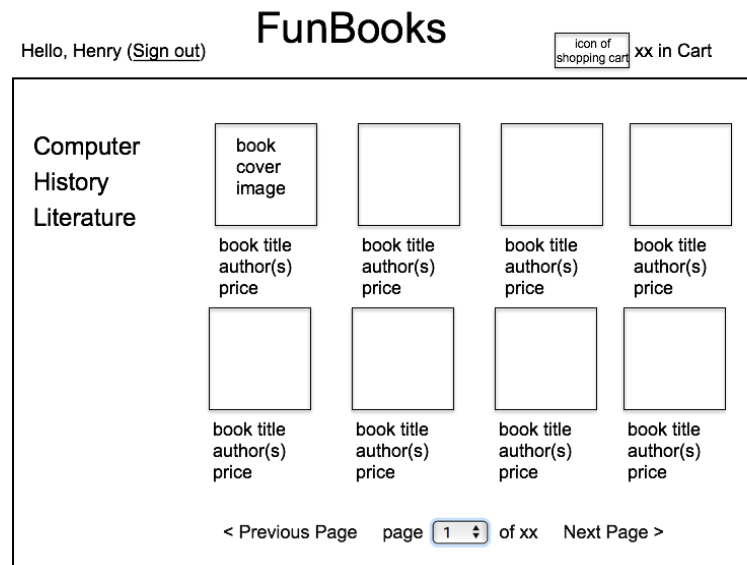 FunBooks
Hello, Henry (Sign out)
icon of
shopping cart
xx in Cart
Computer
History
Literature
book
cover
image
book title
author(s)
price
book title
author(s)
price
book title
author(s)
price
book title
author(s)
price
book title
author(s)
price
book title
author(s)
price
book title
author(s)
price
book title
author(s)
price
< Previous Page page 1 of xx Next Page >